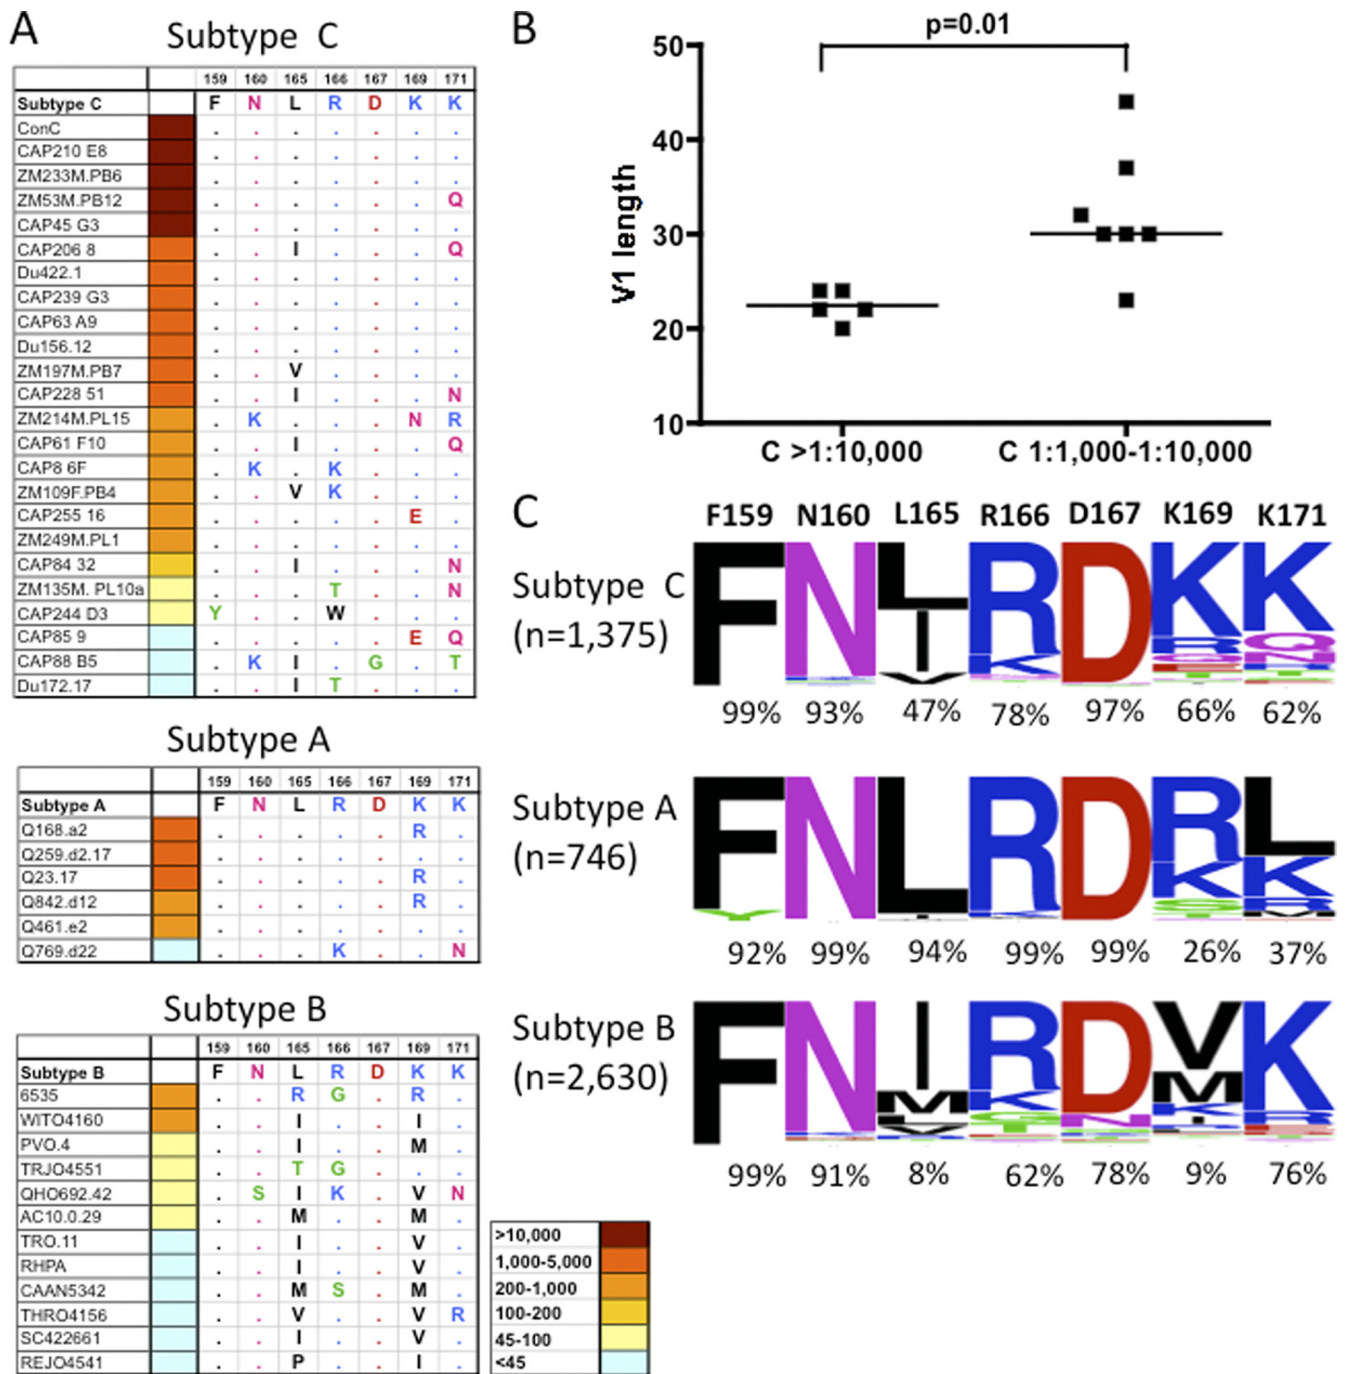 A
Subtype C
159 160 165 166 167 169 171
Subtype C F N L R D K K
ConC . . . . . . .
CAP210 E8 . . . . . . .
ZM233M.PB6 . . . . . . .
ZM53M.PB12 . . . . . . Q
CAP45 G3 . . . . . . .
CAP206 8 . . I . . . Q
Du422.1 . . . . . . .
CAP239 G3 . . . . . . .
CAP63 A9 . . . . . . .
Du156.12 . . . . . . .
ZM197M.PB7 . . V . . . .
CAP228 51 . . I . . . N
ZM214M.PL15 . K . . . N R
CAP61 F10 . . I . . . Q
CAP8 6F . K . K . . .
ZM109F.PB4 . . V K . . .
CAP255 16 . . . . . E .
ZM249M.PL1 . . . . . . .
CAP84 32 . . I . . . N
ZM135M. PL10a . . . T . . N
CAP244 D3 Y . . W . . .
CAP85 9 . . . . . E Q
CAP88 B5 . K I . G . T
Du172.17 . . I T . . .
Subtype A
159 160 165 166 167 169 171
Subtype A F N L R D K K
Q168.a2 . . . . . R .
Q259.d2.17 . . . . . . .
Q23.17 . . . . . R .
Q842.d12 . . . . . R .
Q461.e2 . . . . . . .
Q769.d22 . . . K . . N
Subtype B
159 160 165 166 167 169 171
Subtype B F N L R D K K
6535 . . R G . R .
WITO4160 . . I . . I .
PVO.4 . . I . . M .
TRJO4551 . . T G . . .
QHO692.42 . S I K . V N
AC10.0.29 . . M . . M .
TRO.11 . . I . . V .
RHPA . . I . . V .
CAAN5342 . . M S . M .
THRO4156 . . V . . V R
SC422661 . . I . . V .
REJO4541 . . P . . I .
>10,000
1,000-5,000
200-1,000
100-200
45-100
<45
B
p=0.01
V1 length
50
40
30
20
10
C >1:10,000 C 1:1,000-1:10,000
C
F159 N160 L165 R166 D167 K169 K171
Subtype C
(n=1,375)
F N L R D K K
I K R Q
V Q N
99% 93% 47% 78% 97% 66% 62%
Subtype A
(n=746)
F N L R D R L
Y K K
99% 99% 94% 99% 99% 26% 37%
Subtype B
(n=2,630)
F N I R D V K
M K N M R
99% 91% 8% 62% 78% 9% 76%